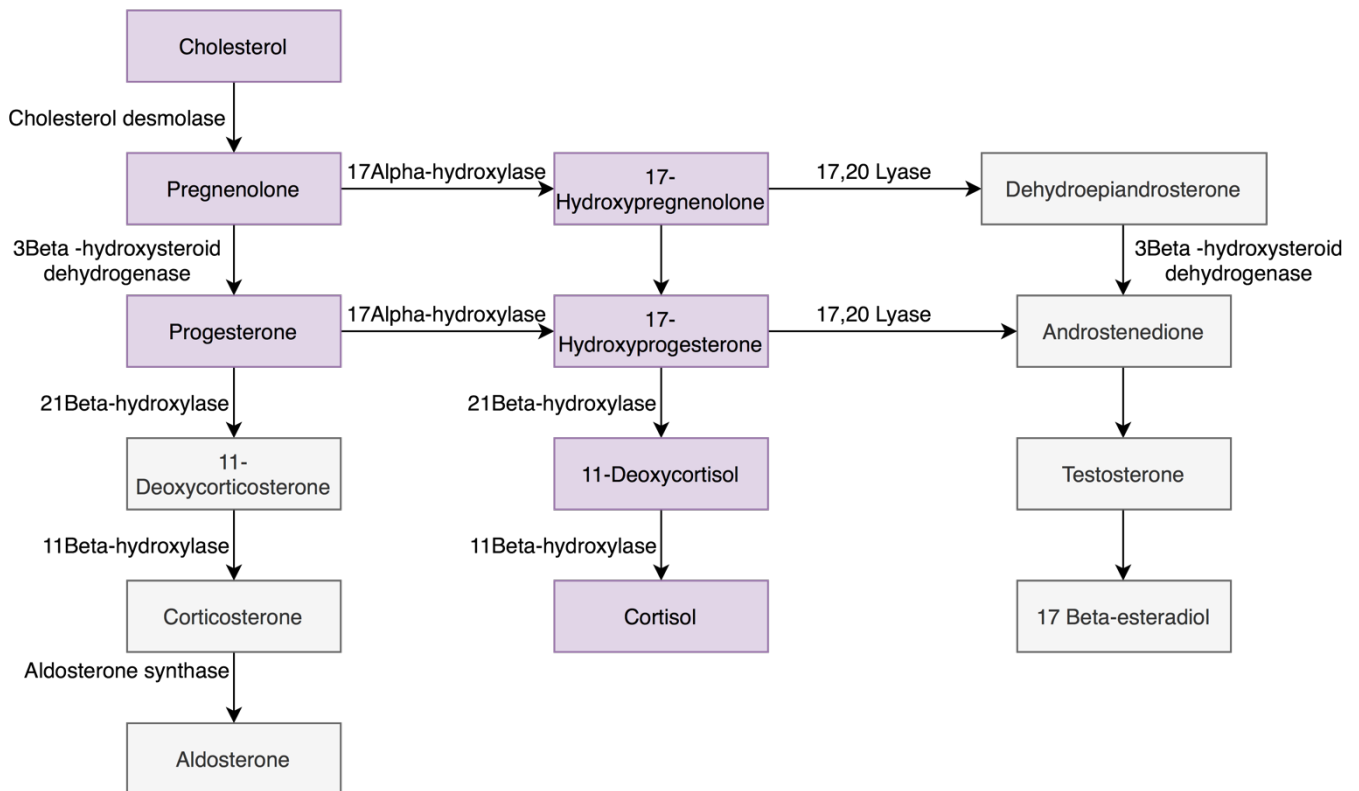 Cholesterol
Cholesterol desmolase
Pregnenolone
17Alpha-hydroxylase
17-
Hydroxypregnenolone
17,20 Lyase
Dehydroepiandrosterone
3Beta -hydroxysteroid
dehydrogenase
3Beta -hydroxysteroid
dehydrogenase
Progesterone
17Alpha-hydroxylase
17-
Hydroxyprogesterone
17,20 Lyase
Androstenedione
21Beta-hydroxylase
21Beta-hydroxylase
11-
Deoxycorticosterone
11-Deoxycortisol
Testosterone
11Beta-hydroxylase
11Beta-hydroxylase
Corticosterone
Cortisol
17 Beta-esteradiol
Aldosterone synthase
Aldosterone